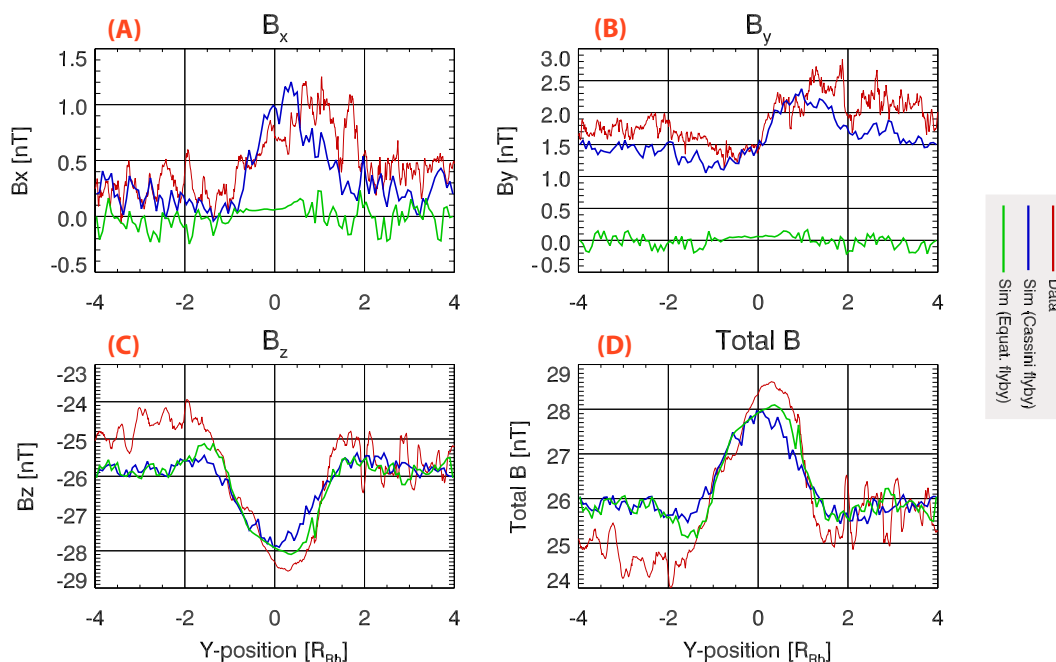 (A) Bx
Bx [nT]
1.5
1.0
0.5
0.0
-0.5
-4 -2 0 2 4
(B) By
By [nT]
3.0
2.5
2.0
1.5
1.0
0.0
-0.5
-4 -2 0 2 4
(C) Bz
Bz [nT]
-23
-24
-25
-26
-27
-28
-29
-4 -2 0 2 4
Y-position [RRh]
(D) Total B
Total B [nT]
29
28
27
26
25
24
-4 -2 0 2 4
Y-position [RRh]
Data
Sim (Cassini flyby)
Sim (Equat. flyby)